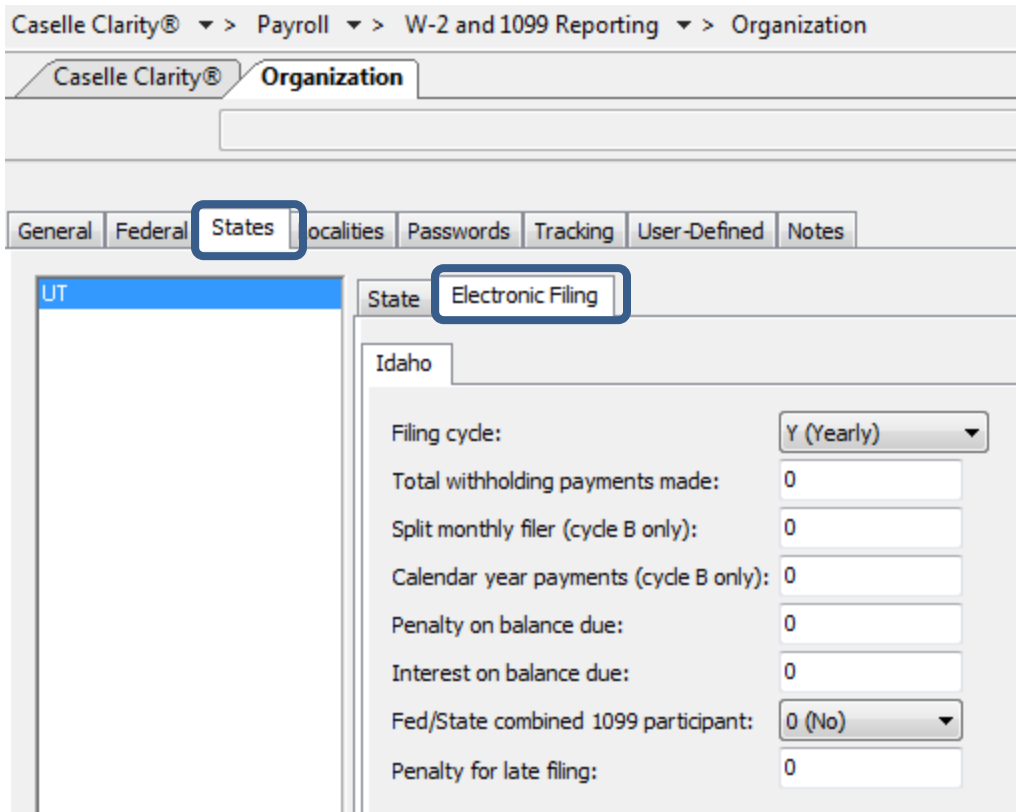 Caselle Clarity® > Payroll > W-2 and 1099 Reporting > Organization
Caselle Clarity® Organization
General Federal States Localities Passwords Tracking User-Defined Notes
UT
State Electronic Filing
Idaho
Filing cycle: Y (Yearly)
Total withholding payments made: 0
Split monthly filer (cycle B only): 0
Calendar year payments (cycle B only): 0
Penalty on balance due: 0
Interest on balance due: 0
Fed/State combined 1099 participant: 0 (No)
Penalty for late filing: 0